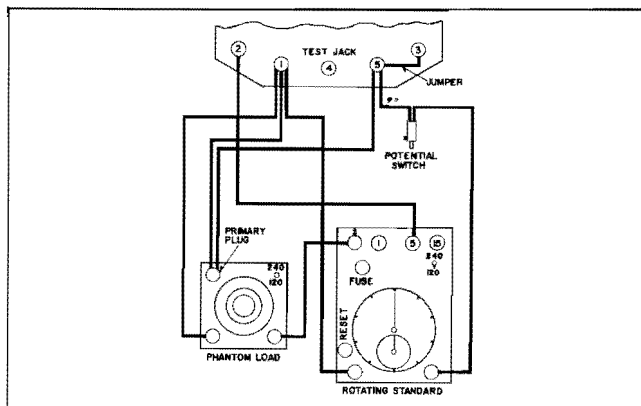 2
TEST JACK
3
1
4
5
JUMPER
POTENTIAL
SWITCH
PRIMARY
PLUG
240
120
1
5
15
240
120
FUSE
RESET
PHANTOM LOAD
ROTATING STANDARD